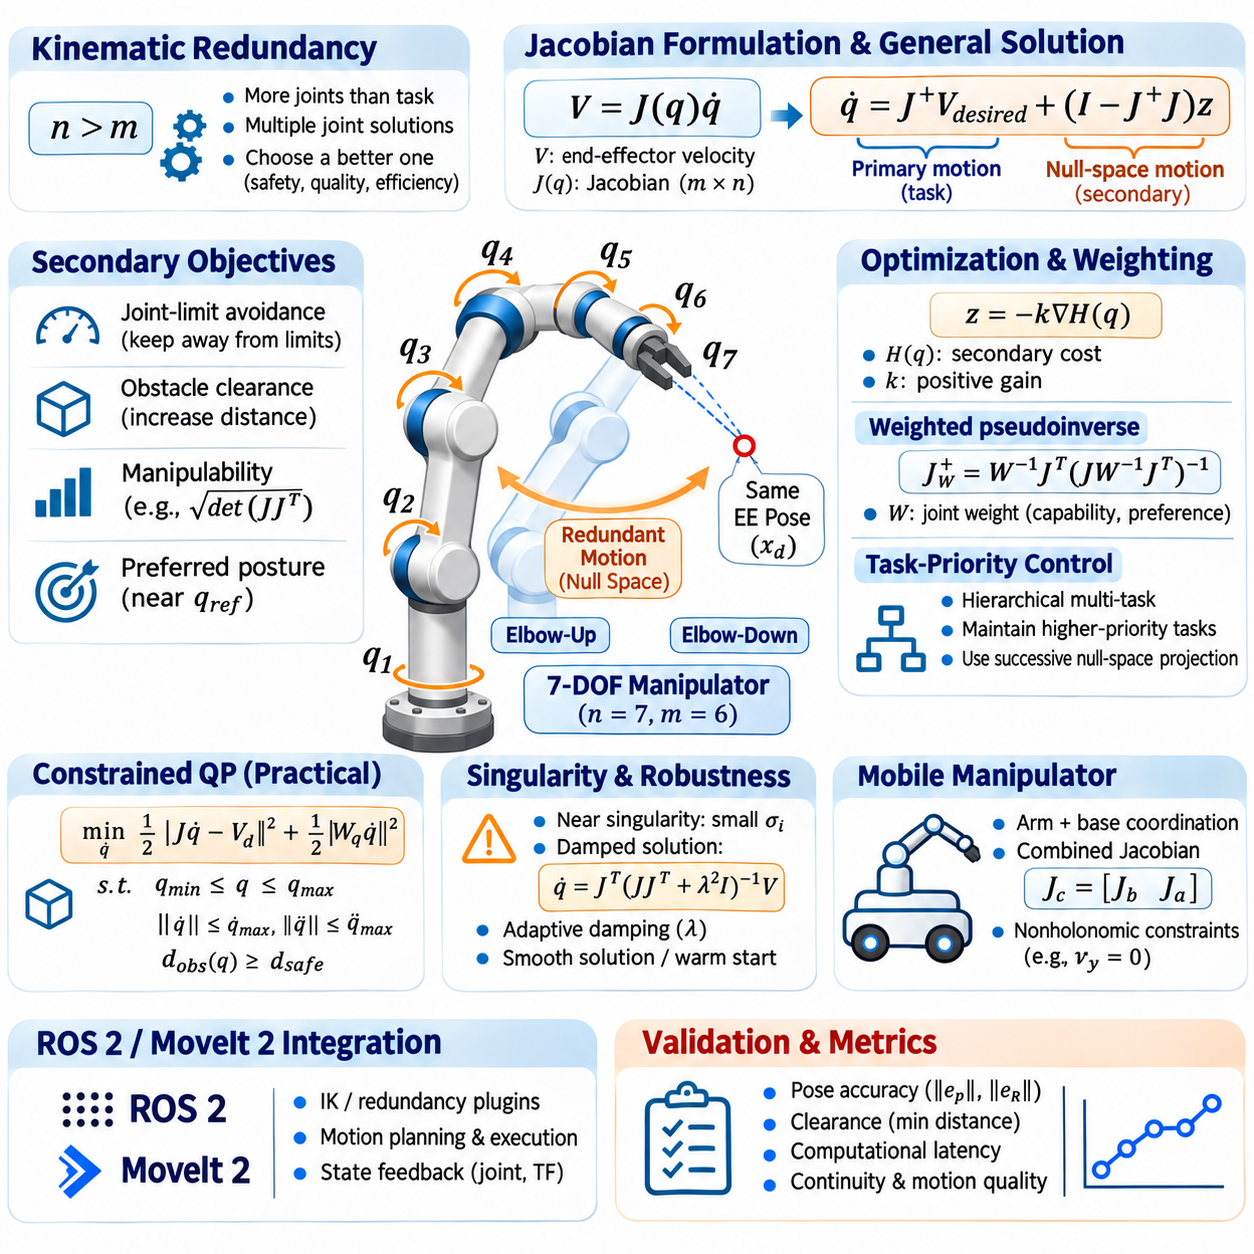 Kinematic Redundancy
n > m
More joints than task
Multiple joint solutions
Choose a better one
(safety, quality, efficiency)
Jacobian Formulation & General Solution
V = J(q)q̇
V: end-effector velocity
J(q): Jacobian (m × n)
q̇ = J⁺V_desired + (I − J⁺J)z
Primary motion
(task)
Null-space motion
(secondary)
Secondary Objectives
Joint-limit avoidance
(keep away from limits)
Obstacle clearance
(increase distance)
Manipulability
(e.g., √det(JJᵀ))
Preferred posture
(near q_ref)
q₄
q₅
q₆
q₃
q₇
q₂
q₁
Same
EE Pose
(x_d)
Redundant
Motion
(Null Space)
Elbow-Up
Elbow-Down
7-DOF Manipulator
(n = 7, m = 6)
Optimization & Weighting
z = −k∇H(q)
H(q): secondary cost
k: positive gain
Weighted pseudoinverse
J_W⁺ = W⁻¹Jᵀ(JW⁻¹Jᵀ)⁻¹
W: joint weight (capability, preference)
Task-Priority Control
Hierarchical multi-task
Maintain higher-priority tasks
Use successive null-space projection
Constrained QP (Practical)
min_q̇ ½ |Jq̇ − V_d‖² + ½|W_q q̇‖²
s.t. q_min ≤ q ≤ q_max
||q̇|| ≤ q̇_max, ||q̈|| ≤ q̈_max
d_obs(q) ≥ d_safe
Singularity & Robustness
Near singularity: small σᵢ
Damped solution:
q̇ = Jᵀ(JJᵀ + λ²I)⁻¹V
Adaptive damping (λ)
Smooth solution / warm start
Mobile Manipulator
Arm + base coordination
Combined Jacobian
J_c = [J_b J_a]
Nonholonomic constraints
(e.g., v_y = 0)
ROS 2 / MoveIt 2 Integration
ROS 2
MoveIt 2
IK / redundancy plugins
Motion planning & execution
State feedback (joint, TF)
Validation & Metrics
Pose accuracy (‖e_p‖, ‖e_R‖)
Clearance (min distance)
Computational latency
Continuity & motion quality